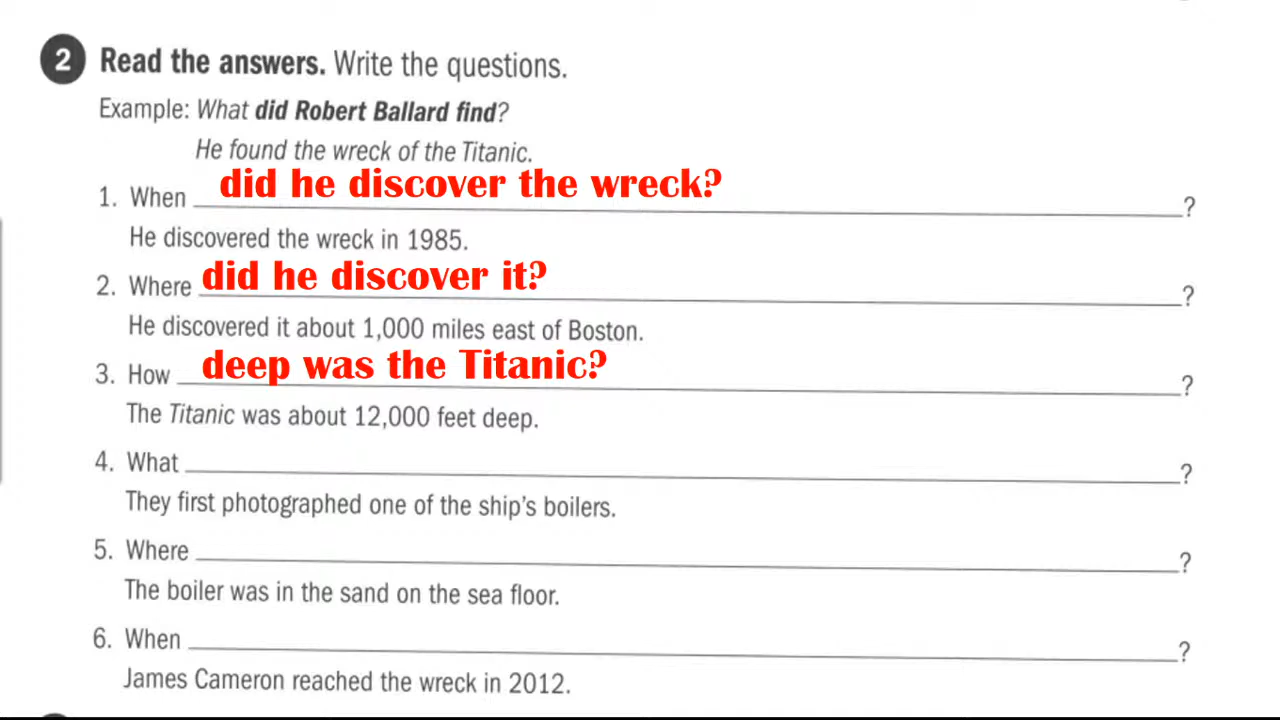 2 Read the answers. Write the questions.
Example: What did Robert Ballard find?
He found the wreck of the Titanic.
1. When did he discover the wreck? ?
He discovered the wreck in 1985.
2. Where did he discover it? ?
He discovered it about 1,000 miles east of Boston.
3. How deep was the Titanic? ?
The Titanic was about 12,000 feet deep.
4. What ?
They first photographed one of the ship's boilers.
5. Where ?
The boiler was in the sand on the sea floor.
6. When ?
James Cameron reached the wreck in 2012.